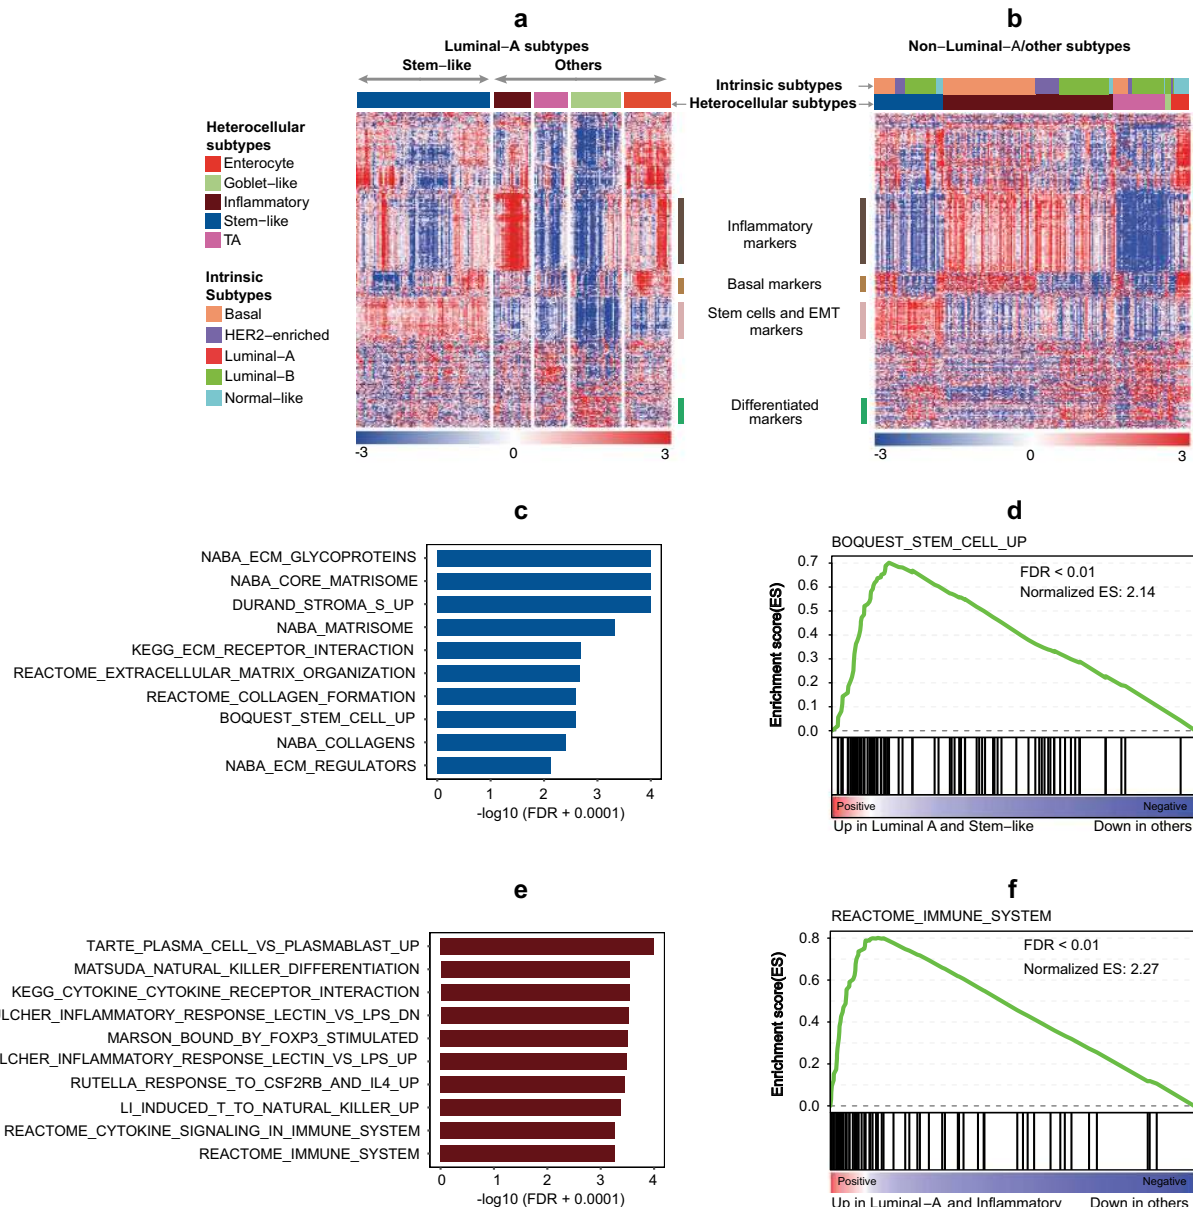 a
b
Luminal–A subtypes
Stem–like
Others
Non–Luminal–A/other subtypes
Intrinsic subtypes
Heterocellular subtypes
Heterocellular
subtypes
Enterocyte
Goblet–like
Inflammatory
Stem–like
TA
Intrinsic
Subtypes
Basal
HER2–enriched
Luminal–A
Luminal–B
Normal–like
Inflammatory
markers
Basal markers
Stem cells and EMT
markers
Differentiated
markers
-3
0
3
-3
0
3
c
NABA_ECM_GLYCOPROTEINS
NABA_CORE_MATRISOME
DURAND_STROMA_S_UP
NABA_MATRISOME
KEGG_ECM_RECEPTOR_INTERACTION
REACTOME_EXTRACELLULAR_MATRIX_ORGANIZATION
REACTOME_COLLAGEN_FORMATION
BOQUEST_STEM_CELL_UP
NABA_COLLAGENS
NABA_ECM_REGULATORS
0 1 2 3 4
-log10 (FDR + 0.0001)
d
BOQUEST_STEM_CELL_UP
Enrichment score(ES)
0.7
0.6
0.5
0.4
0.3
0.2
0.1
0.0
FDR < 0.01
Normalized ES: 2.14
Positive
Negative
Up in Luminal A and Stem–like
Down in others
e
TARTE_PLASMA_CELL_VS_PLASMABLAST_UP
MATSUDA_NATURAL_KILLER_DIFFERENTIATION
KEGG_CYTOKINE_CYTOKINE_RECEPTOR_INTERACTION
LCHER_INFLAMMATORY_RESPONSE_LECTIN_VS_LPS_DN
MARSON_BOUND_BY_FOXP3_STIMULATED
LCHER_INFLAMMATORY_RESPONSE_LECTIN_VS_LPS_UP
RUTELLA_RESPONSE_TO_CSF2RB_AND_IL4_UP
LI_INDUCED_T_TO_NATURAL_KILLER_UP
REACTOME_CYTOKINE_SIGNALING_IN_IMMUNE_SYSTEM
REACTOME_IMMUNE_SYSTEM
0 1 2 3 4
-log10 (FDR + 0.0001)
f
REACTOME_IMMUNE_SYSTEM
Enrichment score(ES)
0.8
0.6
0.4
0.2
0.0
FDR < 0.01
Normalized ES: 2.27
Positive
Negative
Up in Luminal–A and Inflammatory
Down in others